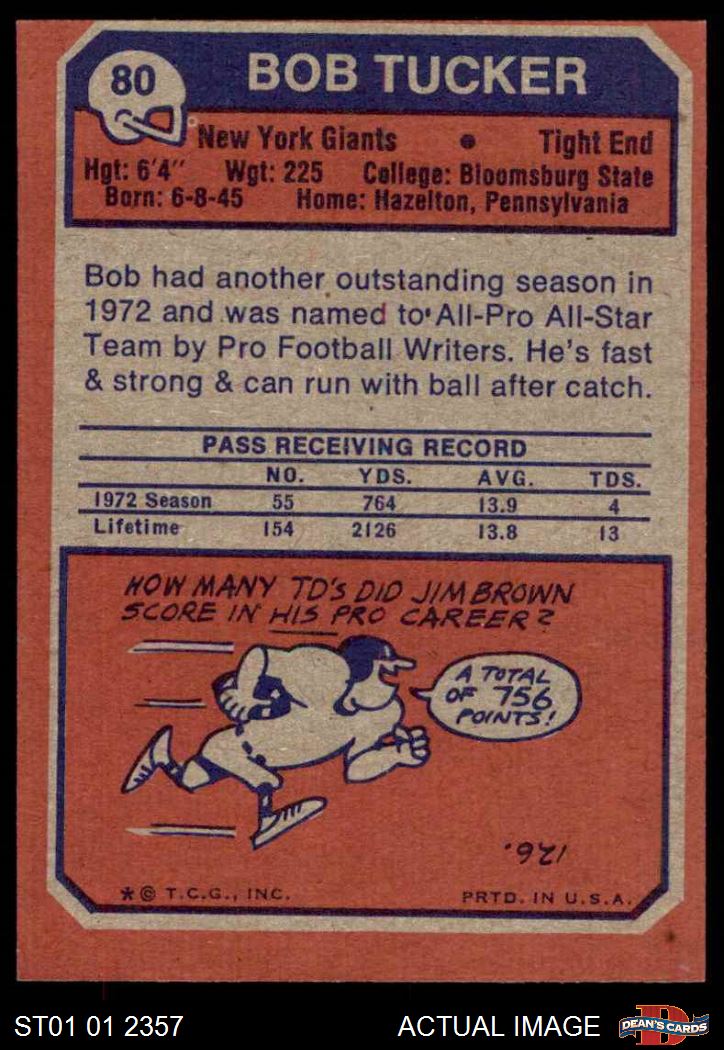 80
BOB TUCKER
New York Giants • Tight End
Hgt: 6'4" Wgt: 225 College: Bloomsburg State
Born: 6-8-45 Home: Hazelton, Pennsylvania
Bob had another outstanding season in
1972 and was named to All-Pro All-Star
Team by Pro Football Writers. He's fast
& strong & can run with ball after catch.
PASS RECEIVING RECORD
NO. YDS. AVG. TDS.
1972 Season 55 764 13.9 4
Lifetime 154 2126 13.8 13
HOW MANY TD'S DID JIM BROWN
SCORE IN HIS PRO CAREER?
A TOTAL
OF 756
POINTS!
126.
* © T.C.G., INC. PRTD. IN U.S.A.
ST01 01 2357 ACTUAL IMAGE
D
DEAN'S CARDS